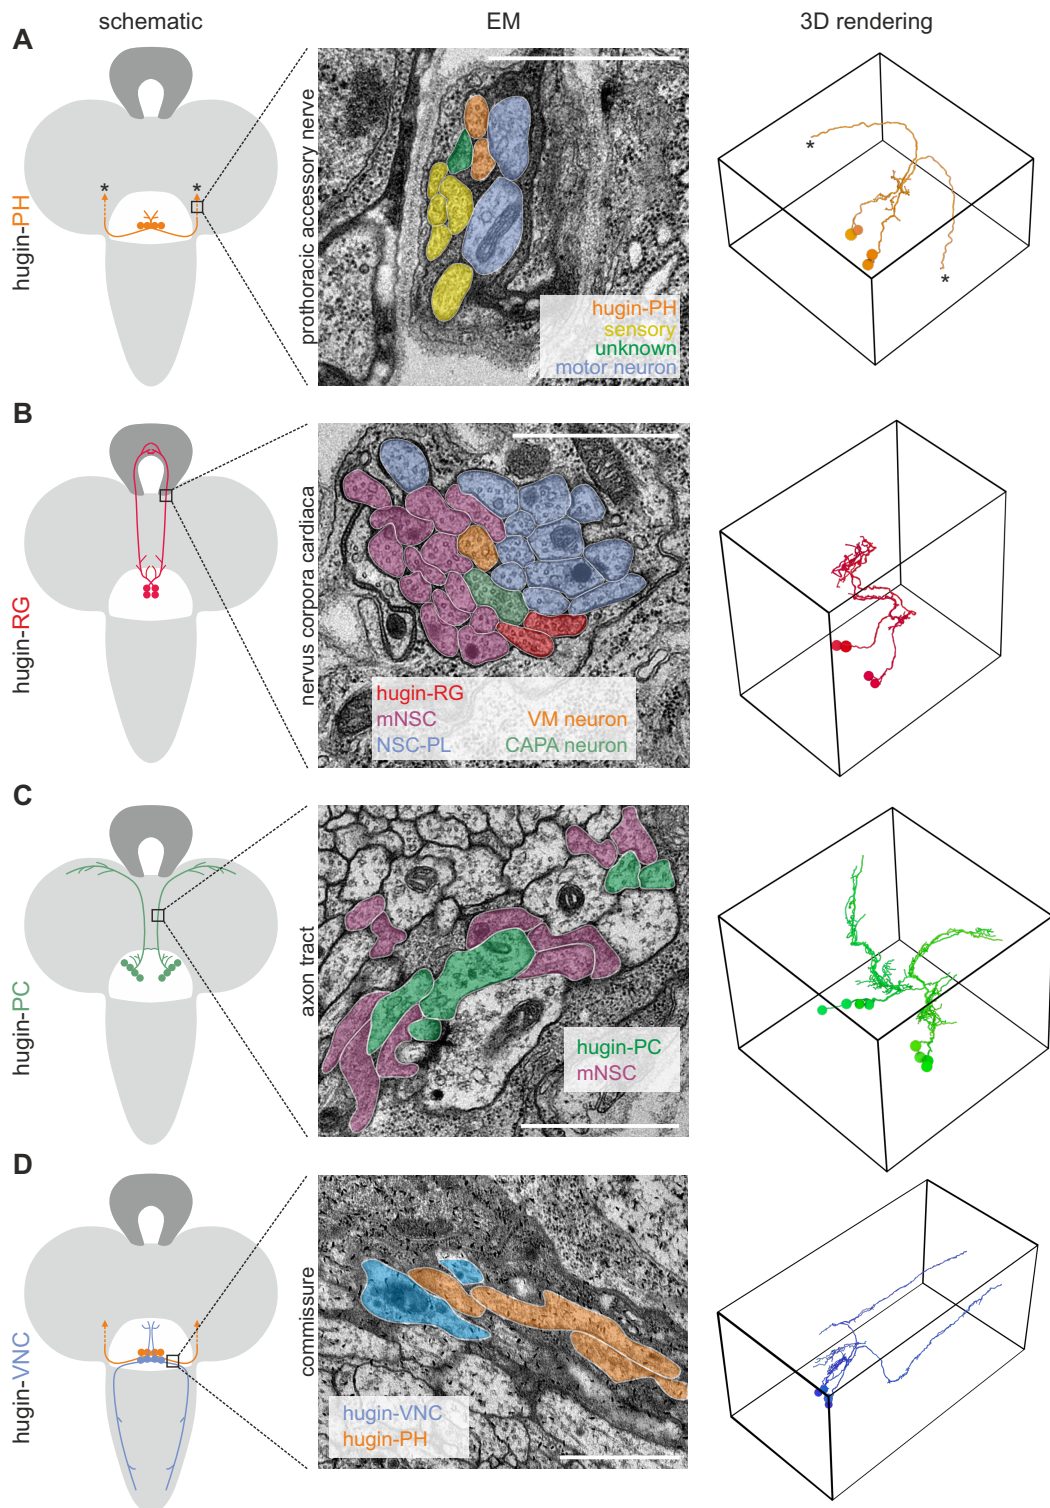 schematic
EM
3D rendering
A
hugin-PH
*
*
prothoracic accessory nerve
hugin-PH
sensory
unknown
motor neuron
*
*
B
hugin-RG
nervus corpora cardiaca
hugin-RG
mNSC VM neuron
NSC-PL CAPA neuron
C
hugin-PC
axon tract
hugin-PC
mNSC
D
hugin-VNC
commissure
hugin-VNC
hugin-PH